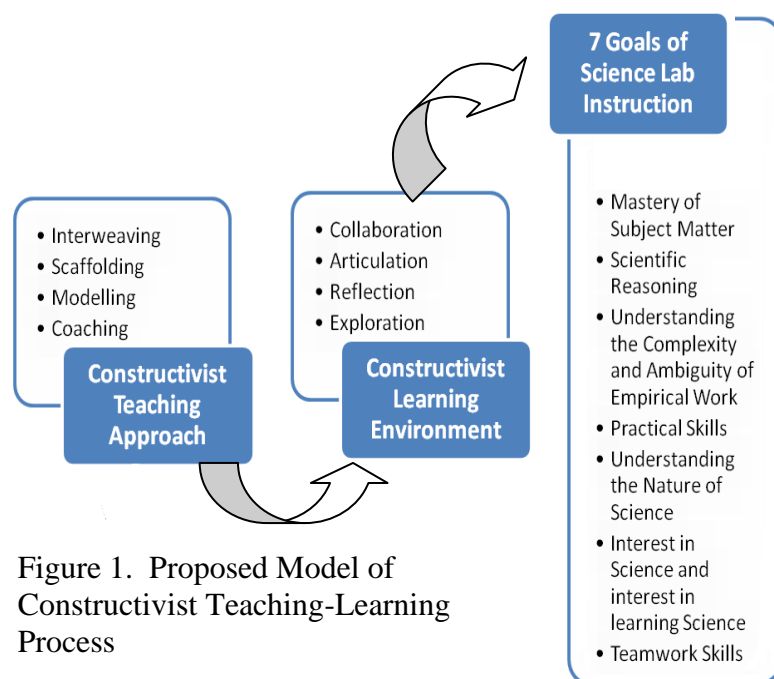 • Interweaving
• Scaffolding
• Modelling
• Coaching
Constructivist
Teaching
Approach
• Collaboration
• Articulation
• Reflection
• Exploration
Constructivist
Learning
Environment
7 Goals of
Science Lab
Instruction
• Mastery of
Subject Matter
• Scientific
Reasoning
• Understanding
the Complexity
and Ambiguity of
Empirical Work
• Practical Skills
• Understanding
the Nature of
Science
• Interest in
Science and
interest in
learning Science
• Teamwork Skills
Figure 1.  Proposed Model of
Constructivist Teaching-Learning
Process